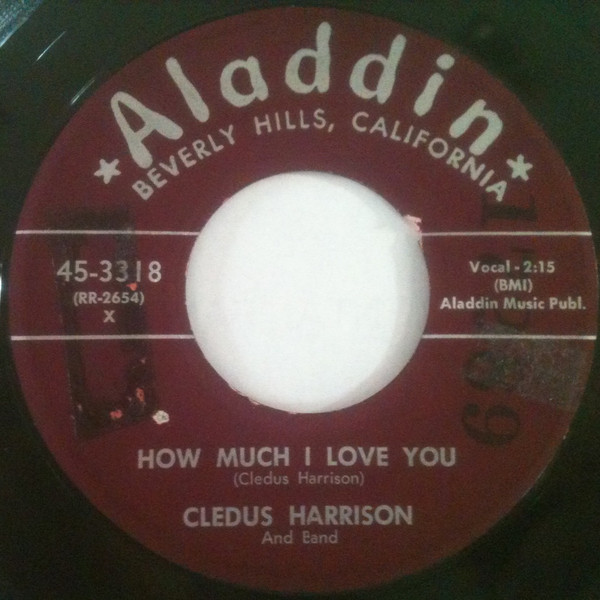 ★Aladdin★
BEVERLY HILLS, CALIFORNIA
45-3318
(RR-2654)
X
Vocal - 2:15
(BMI)
Aladdin Music Publ.
HOW MUCH I LOVE YOU
(Cledus Harrison)
CLEDUS HARRISON
And Band